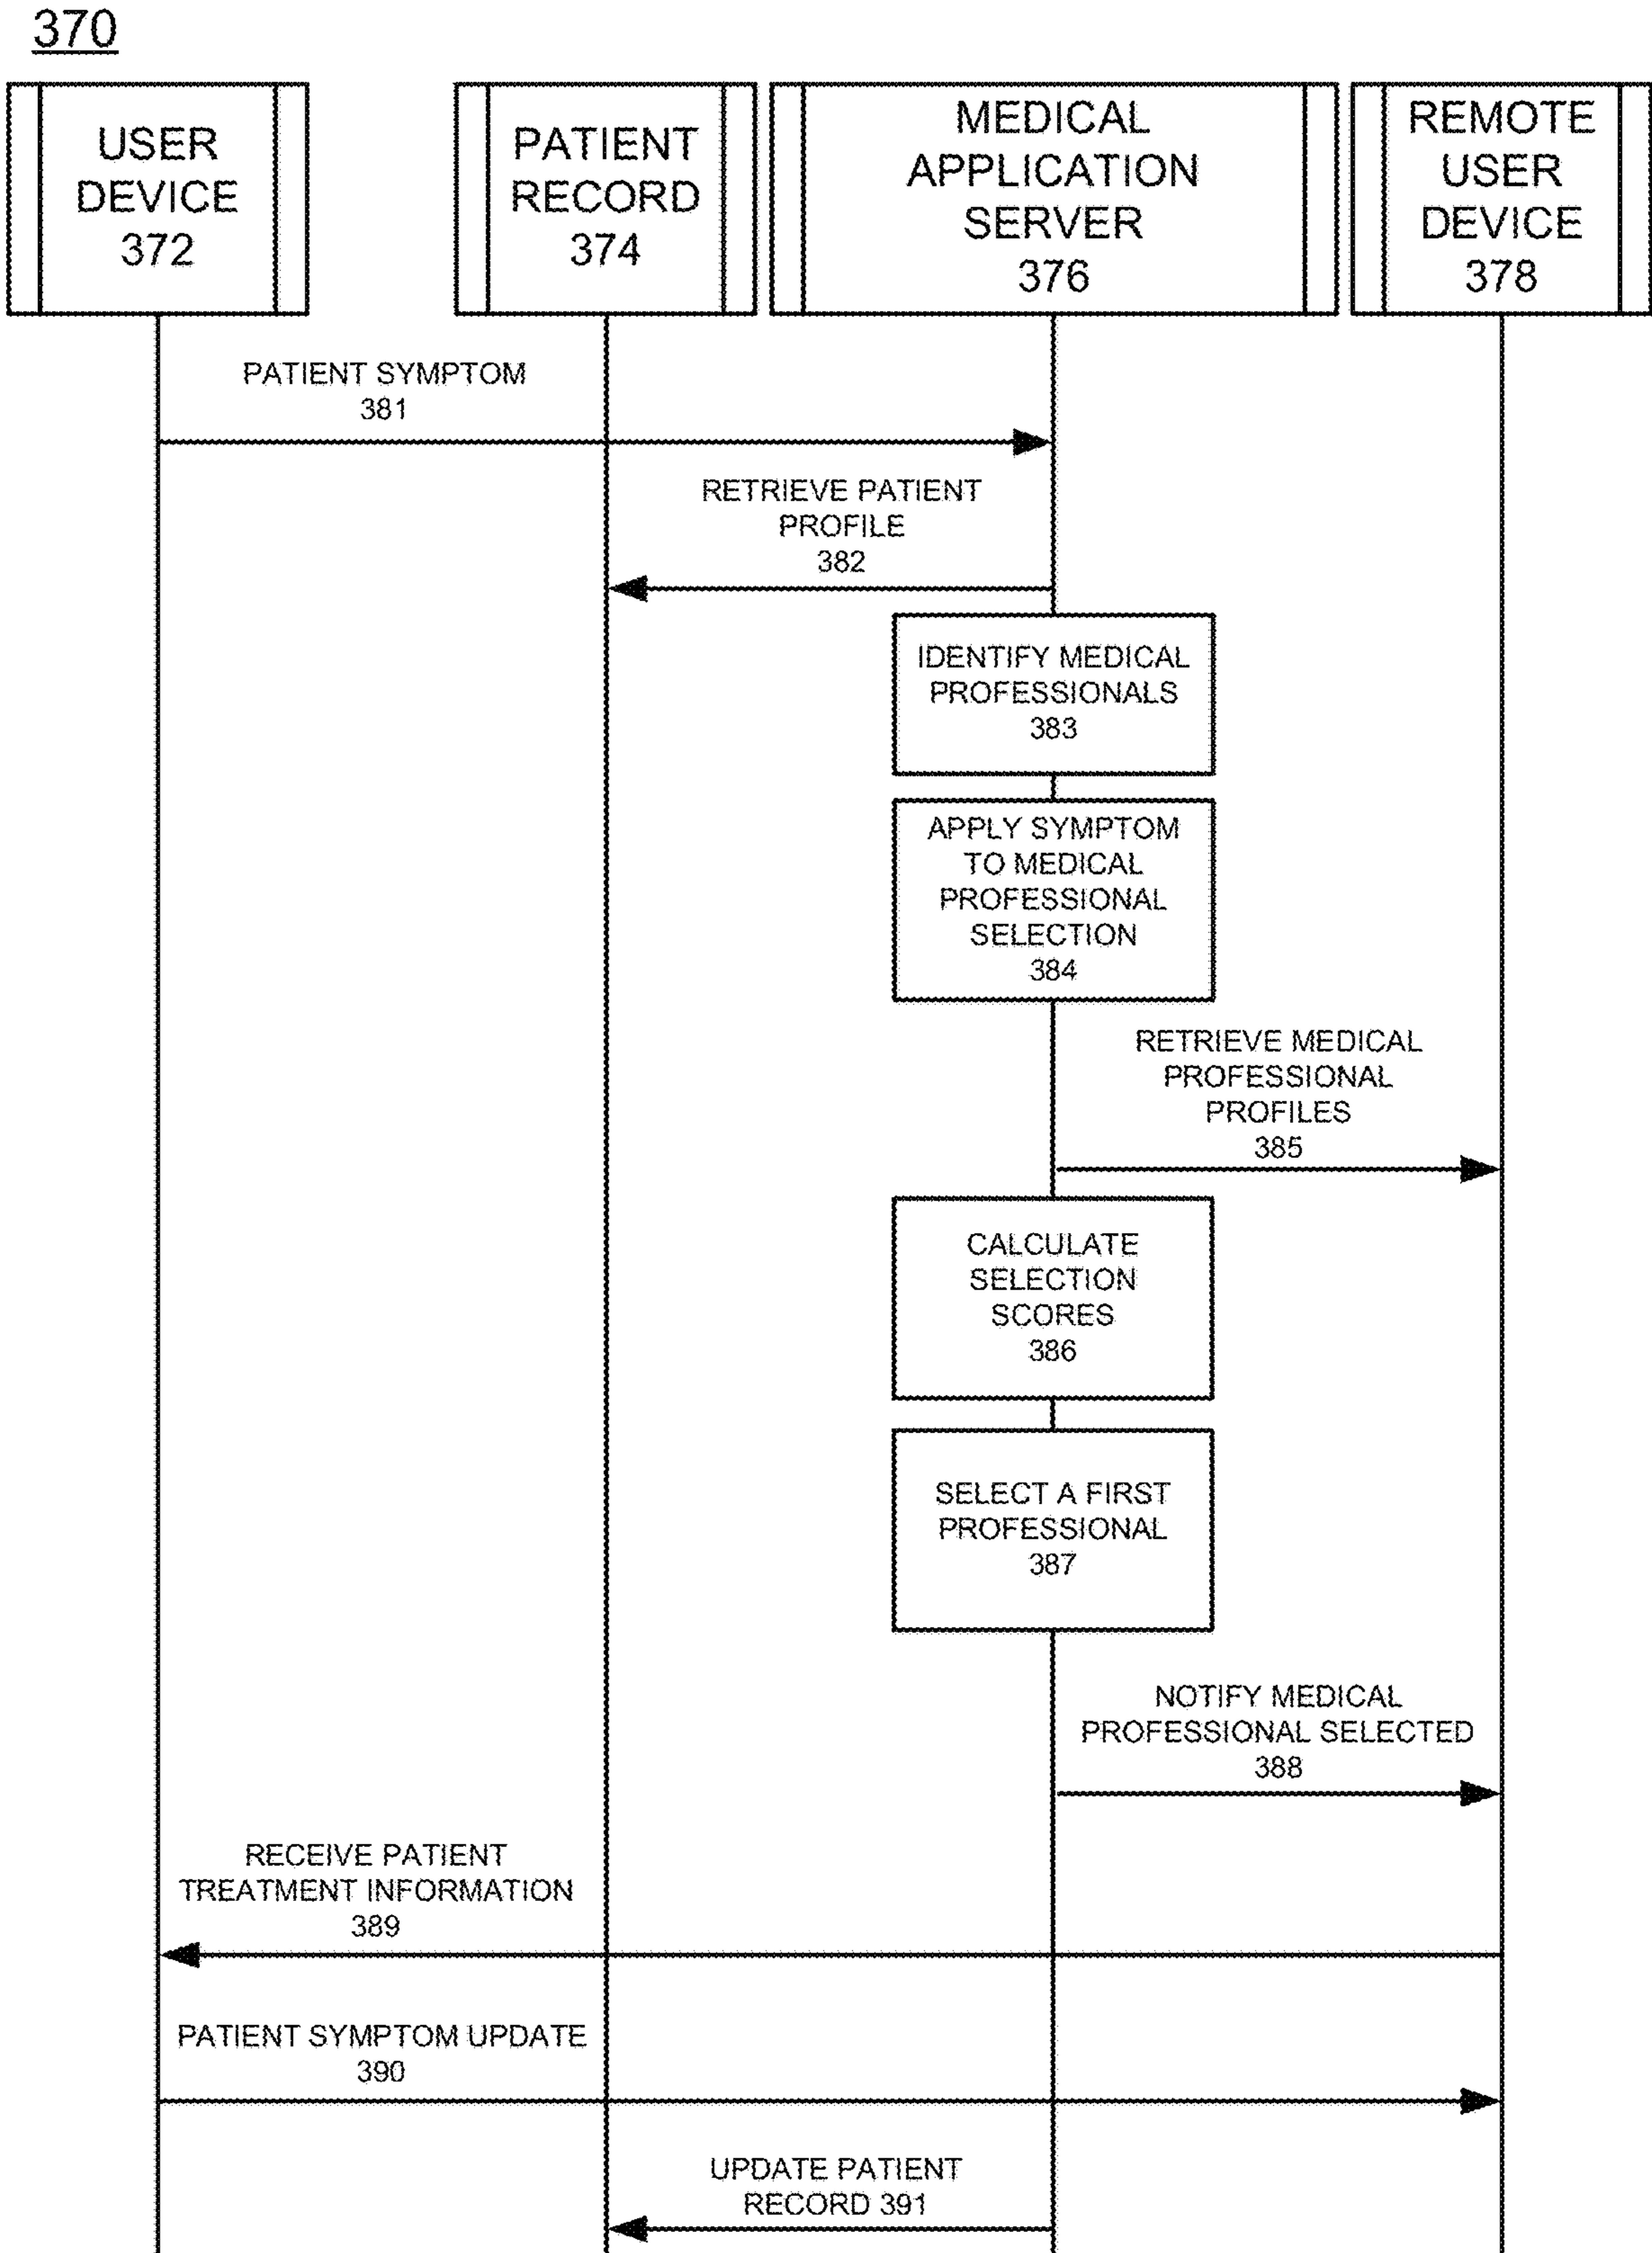 370
USER
DEVICE
372
PATIENT
RECORD
374
MEDICAL
APPLICATION
SERVER
376
REMOTE
USER
DEVICE
378
PATIENT SYMPTOM
381
RETRIEVE PATIENT
PROFILE
382
IDENTIFY MEDICAL
PROFESSIONALS
383
APPLY SYMPTOM
TO MEDICAL
PROFESSIONAL
SELECTION
384
RETRIEVE MEDICAL
PROFESSIONAL
PROFILES
385
CALCULATE
SELECTION
SCORES
386
SELECT A FIRST
PROFESSIONAL
387
NOTIFY MEDICAL
PROFESSIONAL SELECTED
388
RECEIVE PATIENT
TREATMENT INFORMATION
389
PATIENT SYMPTOM UPDATE
390
UPDATE PATIENT
RECORD 391